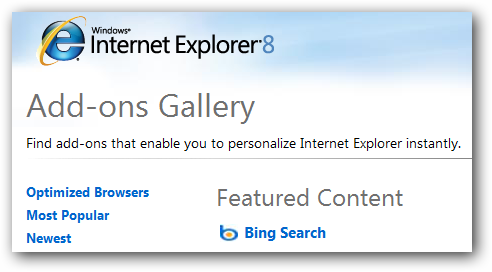 Windows®
Internet Explorer 8
Add-ons Gallery
Find add-ons that enable you to personalize Internet Explorer instantly.
Optimized Browsers
Most Popular
Newest
Featured Content
Bing Search